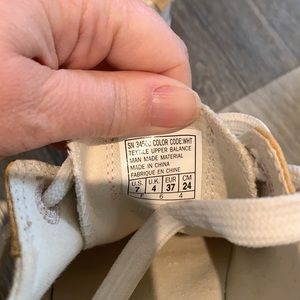 COLOR CODE:WHT
TEXTILE UPPER BALANCE
MAN MADE MATERIAL
MADE IN CHINA
FABRIQUE EN CHINE
U.S. U.K. EUR CM
7 4 37 24